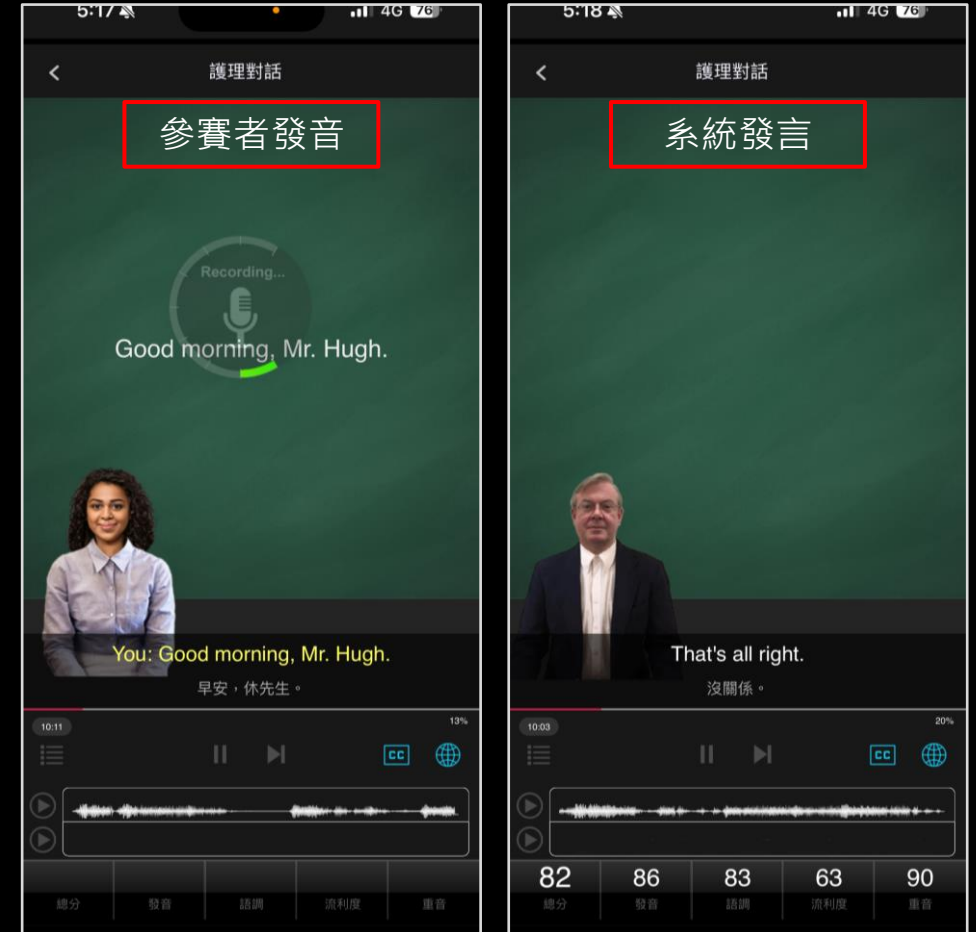 5:17
4G 76
護理對話
參賽者發音
Recording...
Good morning, Mr. Hugh.
You: Good morning, Mr. Hugh.
早安，休先生。
10:11
13%
CC
總分 發音 語調 流利度 重音
5:18
4G 76
護理對話
系統發言
That's all right.
沒關係。
10:03
20%
CC
82 86 83 63 90
總分 發音 語調 流利度 重音